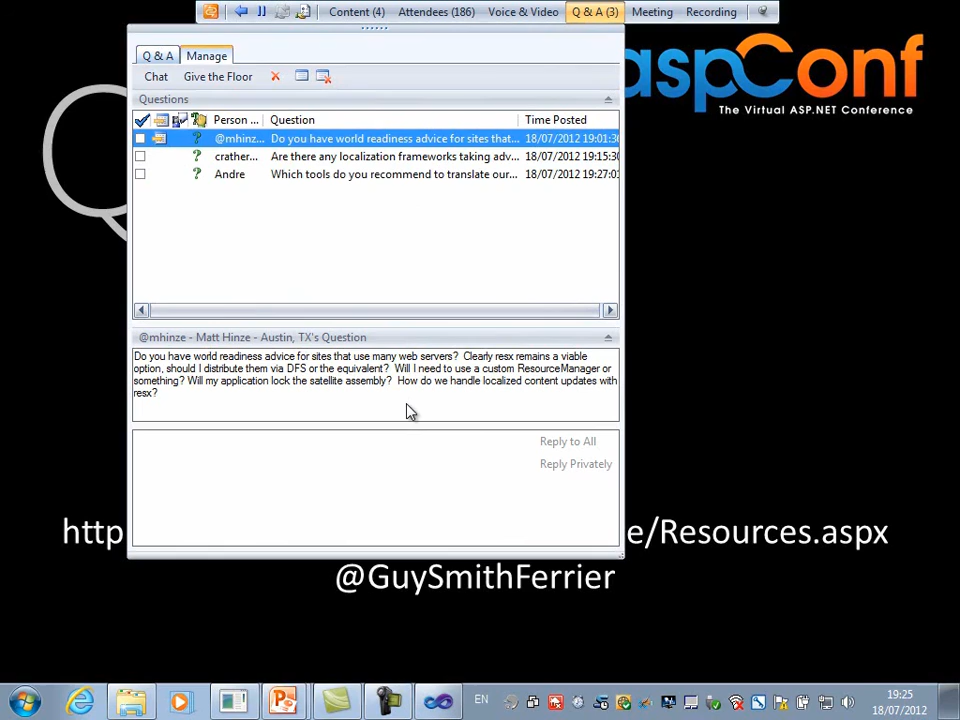 Content (4) Attendees (186) Voice & Video Q & A (3) Meeting Recording
Q & A Manage
Chat Give the Floor
Questions
Person ... Question Time Posted
@mhinz... Do you have world readiness advice for sites that... 18/07/2012 19:01:36
crather... Are there any localization frameworks taking adv... 18/07/2012 19:15:30
Andre Which tools do you recommend to translate our... 18/07/2012 19:27:01
@mhinze - Matt Hinze - Austin, TX's Question
Do you have world readiness advice for sites that use many web servers? Clearly resx remains a viable
option, should I distribute them via DFS or the equivalent? Will I need to use a custom ResourceManager or
something? Will my application lock the satellite assembly? How do we handle localized content updates with
resx?
Reply to All
Reply Privately
aspConf
The Virtual ASP.NET Conference
Q
http e/Resources.aspx
@GuySmithFerrier
EN
19:25
18/07/2012